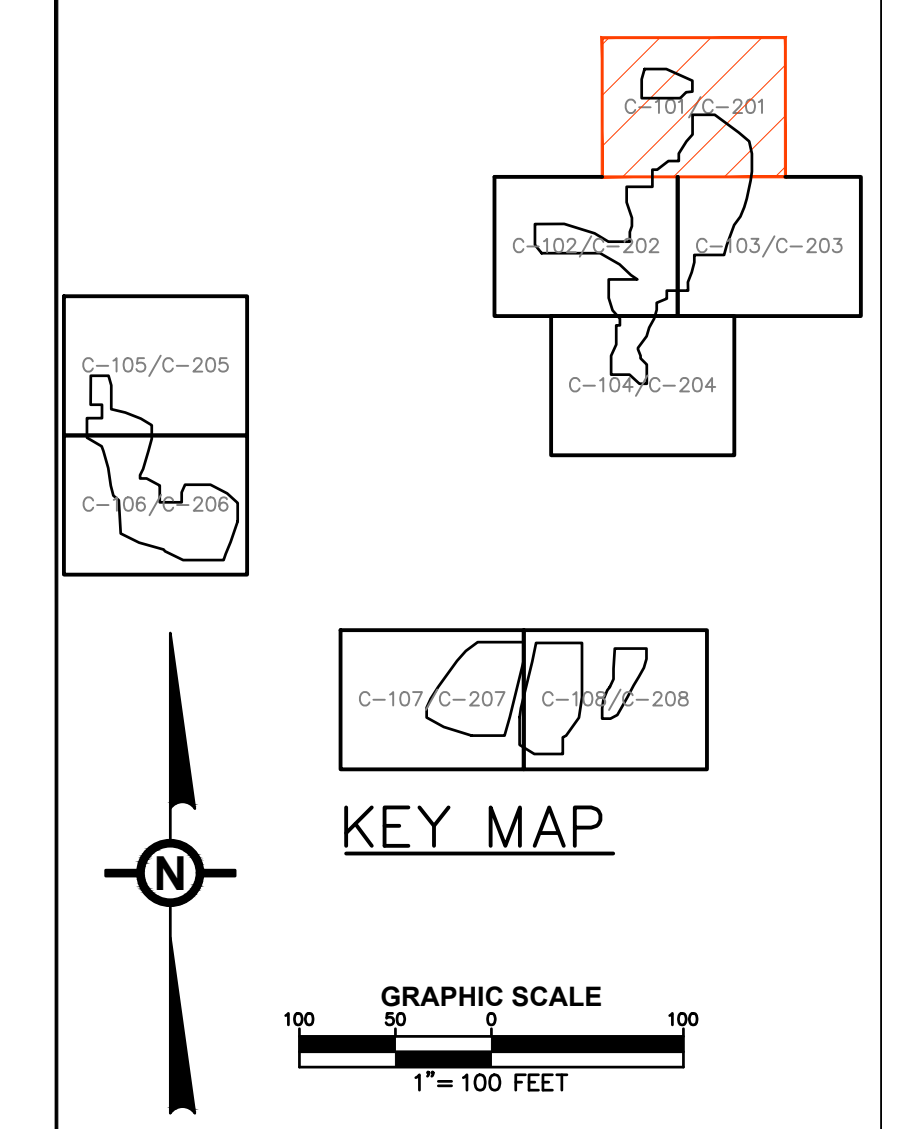 C-101/C-201
C-102/C-202 C-103/C-203
C-105/C-205
C-104/C-204
C-106/C-206
C-107/C-207 C-108/C-208
KEY MAP
N
GRAPHIC SCALE
100 50 0 100
1"= 100 FEET